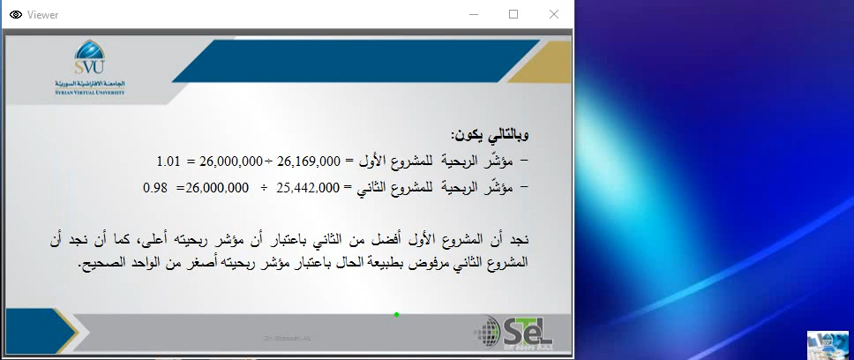 Viewer
SVU
الجامعة الافتراضية السورية
SYRIAN VIRTUAL UNIVERSITY
وبالتالي يكون:
- مؤشّر الربحية للمشروع الأول = 26,169,000 ÷ 26,000,000 = 1.01
- مؤشّر الربحية للمشروع الثاني = 25,442,000 ÷ 26,000,000 = 0.98
نجد أن المشروع الأول أفضل من الثاني باعتبار أن مؤشر ربحيته أعلى، كما أن نجد أن
المشروع الثاني مرفوض بطبيعة الحال باعتبار مؤشر ربحيته أصغر من الواحد الصحيح.
STeL